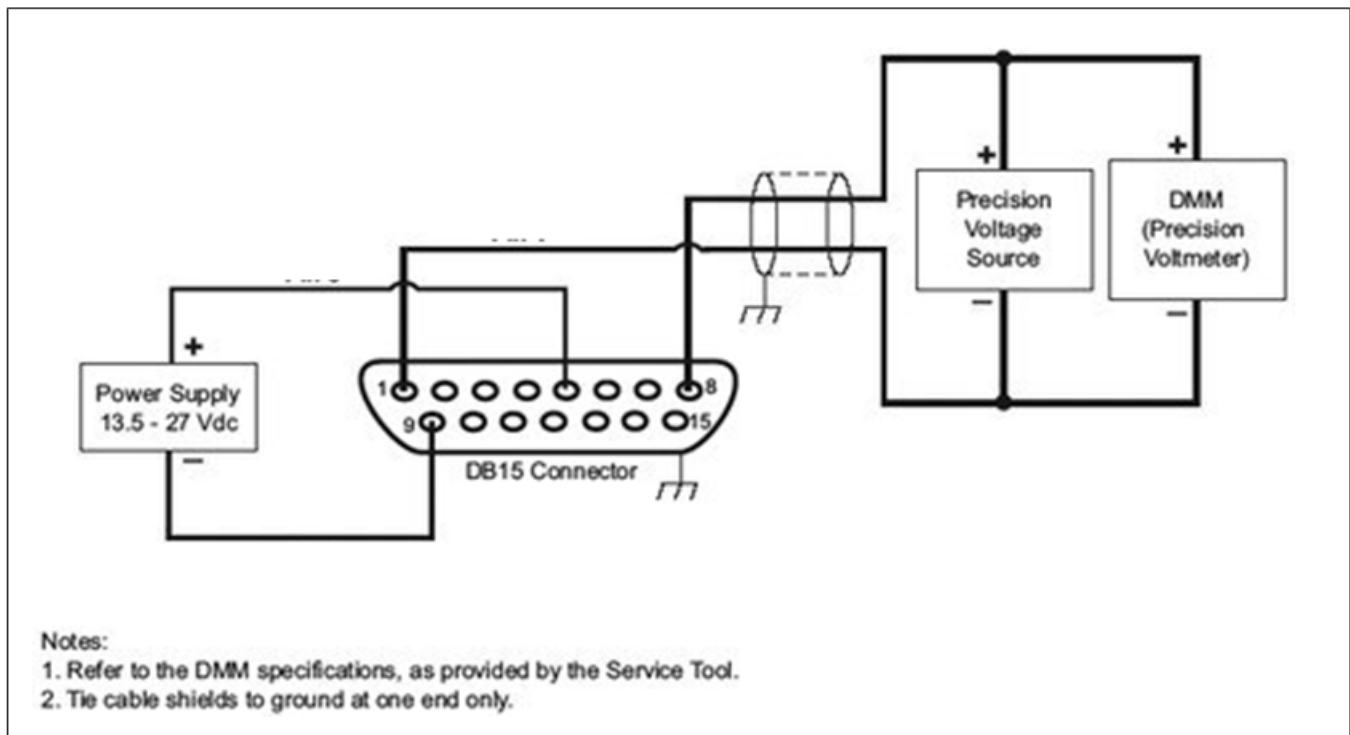 +
Precision
Voltage
Source
−
+
DMM
(Precision
Voltmeter)
−
+
Power Supply
13.5 - 27 Vdc
−
1
8
9
15
DB15 Connector
Notes:
1. Refer to the DMM specifications, as provided by the Service Tool.
2. Tie cable shields to ground at one end only.